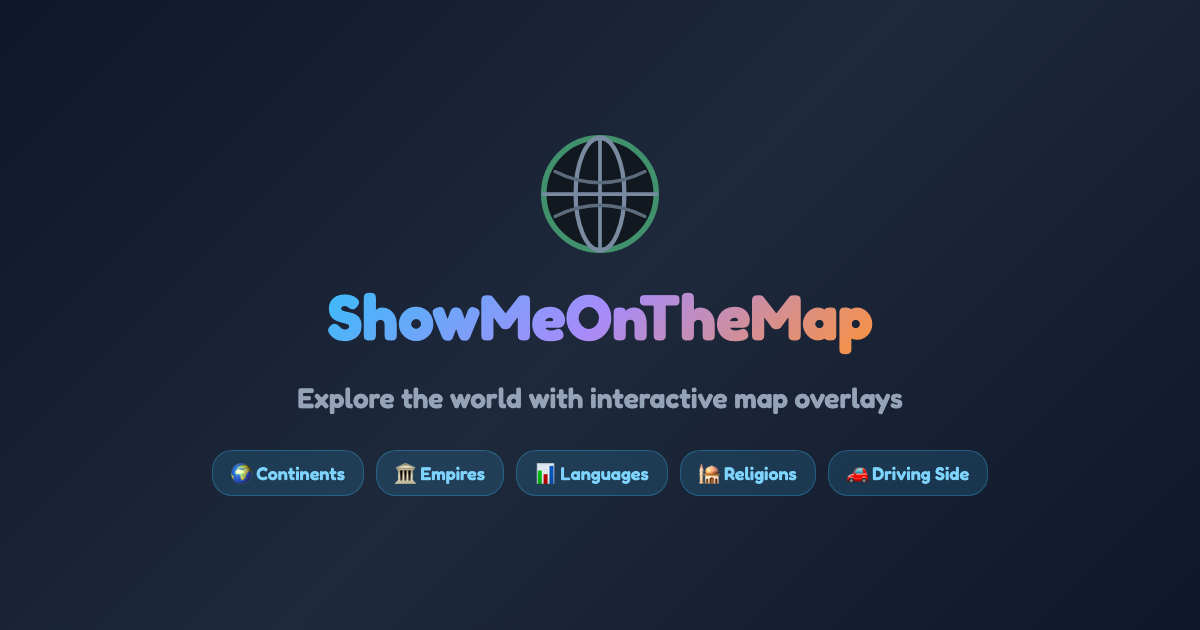 ShowMeOnTheMap
Explore the world with interactive map overlays
Continents Empires Languages Religions Driving Side